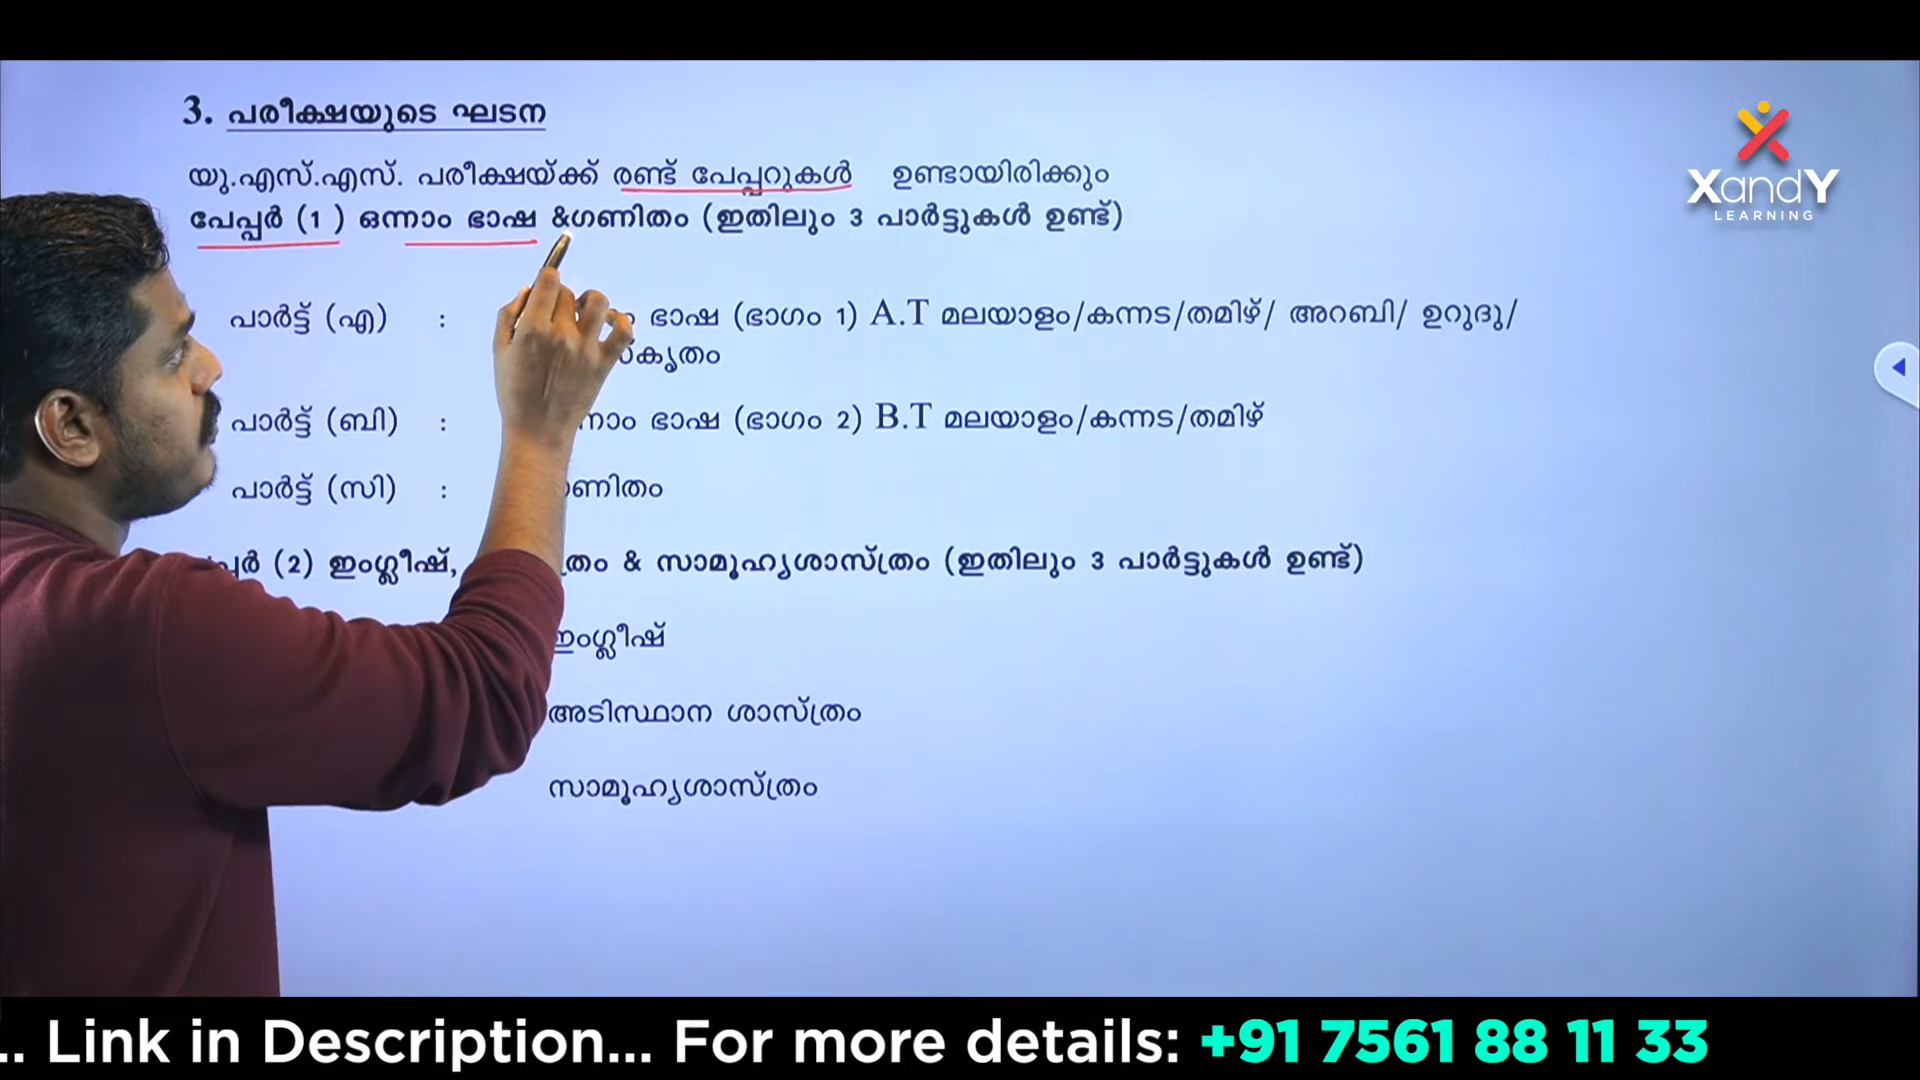 3. പരീക്ഷയുടെ ഘടന
യു.എസ്.എസ്. പരീക്ഷയ്ക്ക് രണ്ട് പേപ്പറുകൾ ഉണ്ടായിരിക്കും
പേപ്പർ (1 ) ഒന്നാം ഭാഷ &ഗണിതം (ഇതിലും 3 പാർട്ടുകൾ ഉണ്ട്)
പാർട്ട് (എ) : ഭാഷ (ഭാഗം 1) A.T മലയാളം/കന്നട/തമിഴ്/ അറബി/ ഉറുദു/
പാർട്ട് (ബി) : ഭാഷ (ഭാഗം 2) B.T മലയാളം/കന്നട/തമിഴ്
പാർട്ട് (സി) : ഗണിതം
(2) ഇംഗ്ലീഷ്, & സാമൂഹ്യശാസ്ത്രം (ഇതിലും 3 പാർട്ടുകൾ ഉണ്ട്)
ഇംഗ്ലീഷ്
അടിസ്ഥാന ശാസ്ത്രം
സാമൂഹ്യശാസ്ത്രം
XandY
LEARNING
.. Link in Description... For more details: +91 7561 88 11 33